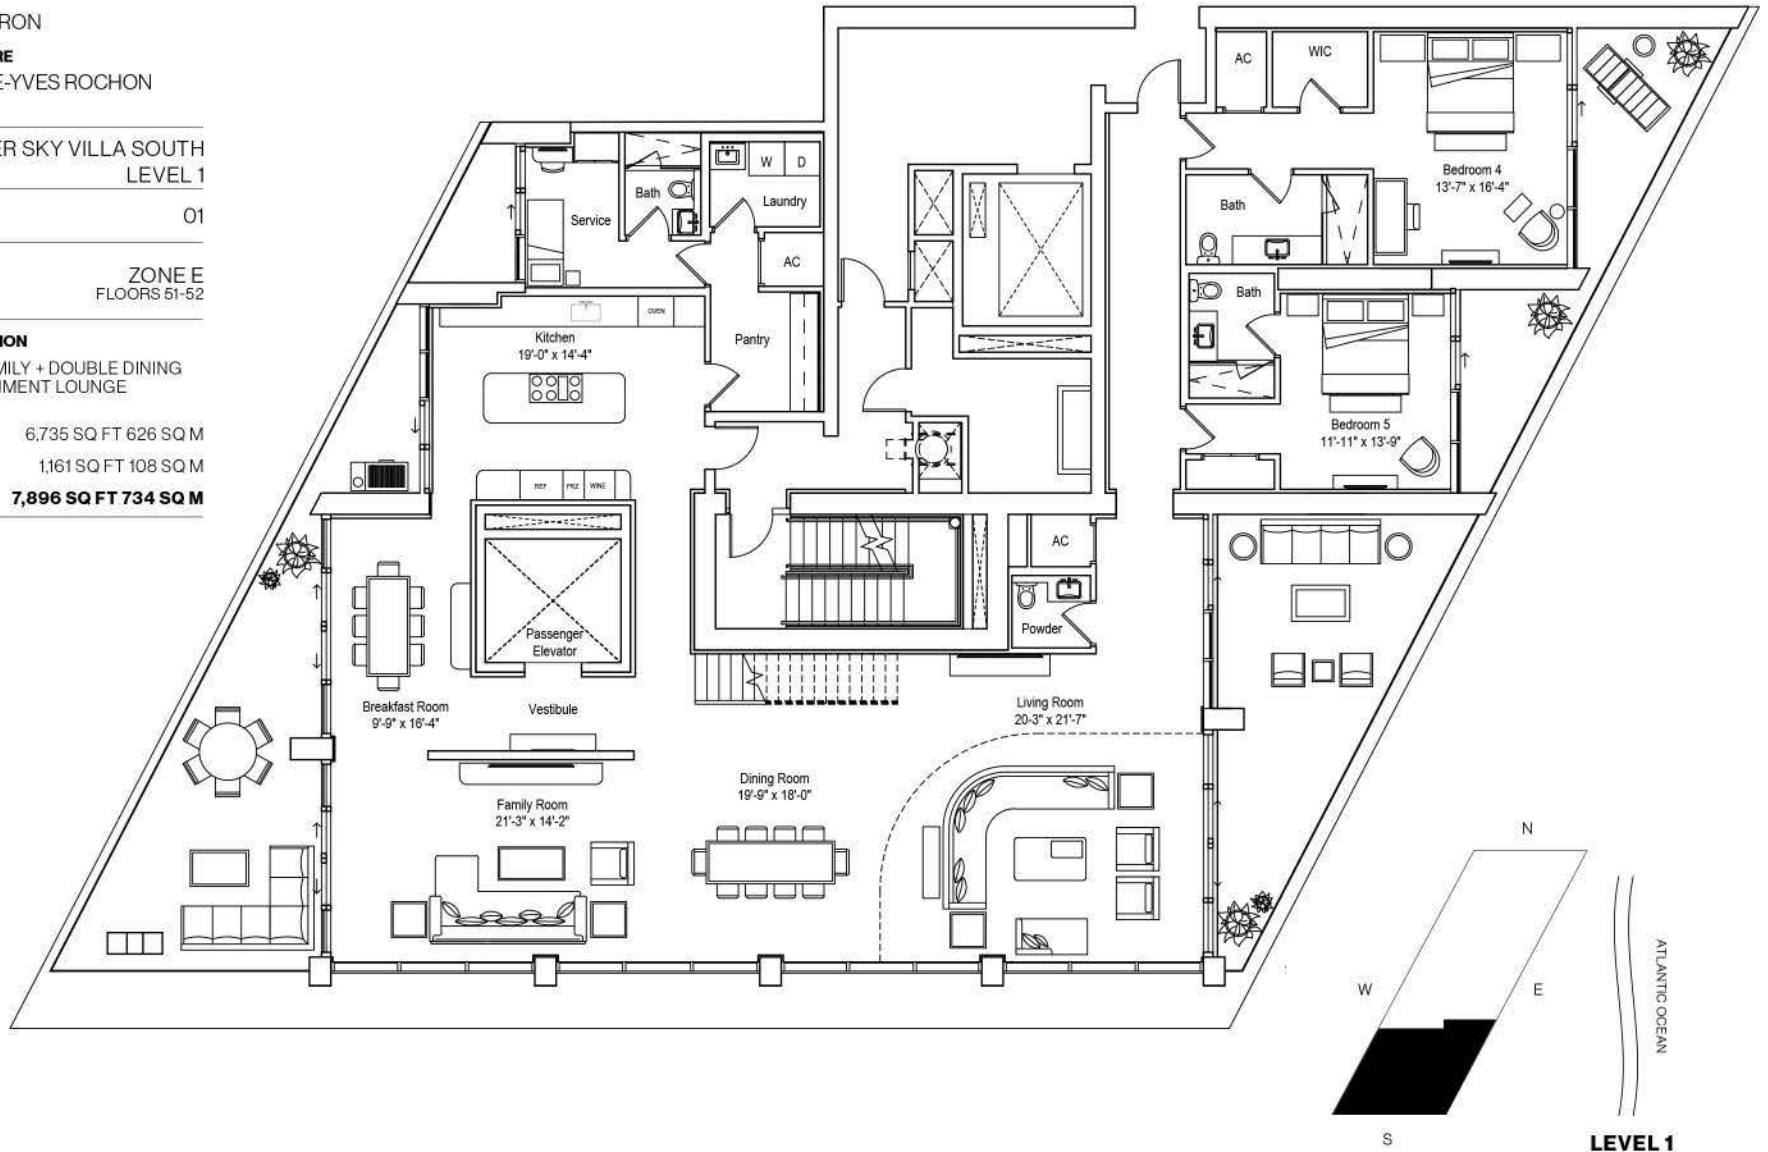 RON
RE
E-YVES ROCHON
ER SKY VILLA SOUTH
LEVEL 1
01
ZONE E
FLOORS 51-52
ION
MILY + DOUBLE DINING
NMENT LOUNGE
6,735 SQ FT 626 SQ M
1,161 SQ FT 108 SQ M
7,896 SQ FT 734 SQ M
AC
WIC
Bedroom 4
13'-7" x 16'-4"
Bath
W
D
Laundry
Bath
Service
AC
Bath
Kitchen
19'-0" x 14'-4"
OVEN
Pantry
Bedroom 5
11'-11" x 13'-9"
REF
FRZ
WINE
AC
Powder
Passenger
Elevator
Breakfast Room
9'-9" x 16'-4"
Vestibule
Living Room
20-3" x 21'-7"
Dining Room
19'-9" x 18'-0"
Family Room
21'-3" x 14'-2"
N
W
E
S
ATLANTIC OCEAN
LEVEL 1